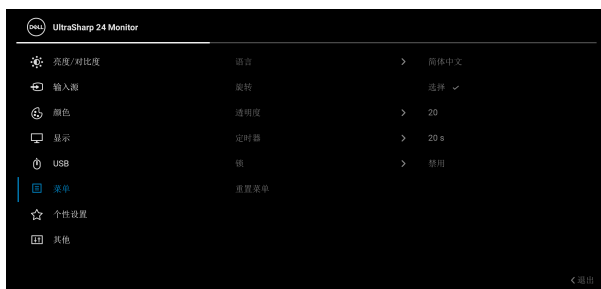 DELL UltraSharp 24 Monitor
亮度/对比度 语言 简体中文
输入源 旋转 选择
颜色 透明度 20
显示 定时器 20 s
USB 锁 禁用
菜单 重置菜单
个性设置
其他
退出